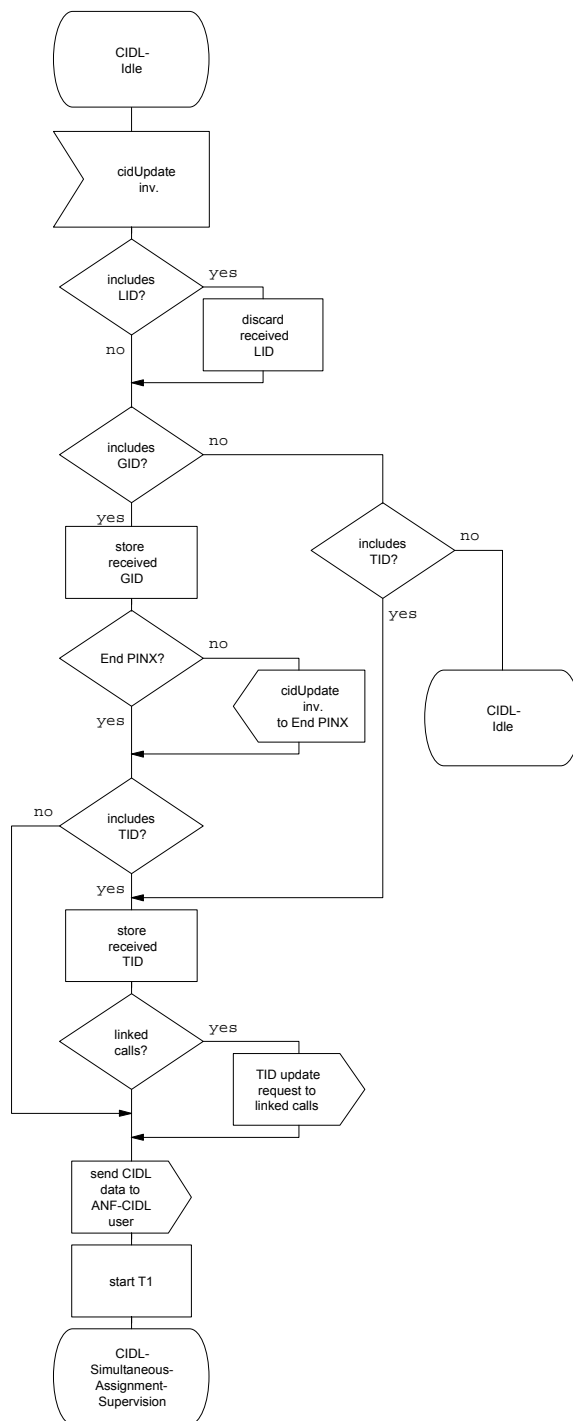 CIDL-
Idle
cidUpdate
inv.
includes
LID?
yes
discard
received
LID
no
includes
GID?
no
yes
store
received
GID
includes
TID?
no
yes
End PINX?
no
cidUpdate
inv.
to End PINX
yes
CIDL-
Idle
includes
TID?
no
yes
store
received
TID
linked
calls?
yes
TID update
request to
linked calls
send CIDL
data to
ANF-CIDL
user
start T1
CIDL-
Simultaneous-
Assignment-
Supervision